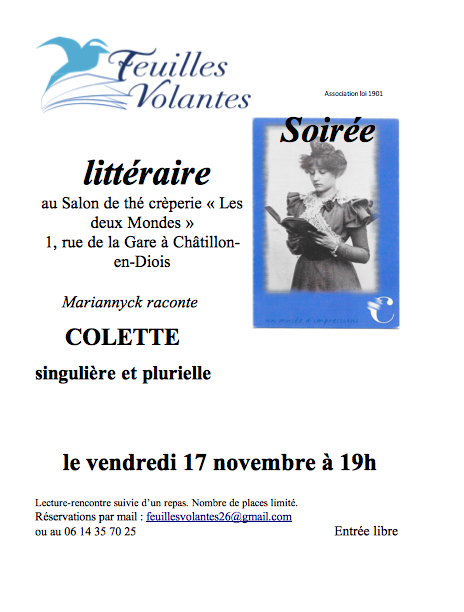 Feuilles
Volantes
Association loi 1901
Soirée
littéraire
au Salon de thé crèperie « Les
deux Mondes »
1, rue de la Gare à Châtillon-
en-Diois
Mariannyck raconte
COLETTE
singulière et plurielle
C
un musée d'impressions
le vendredi 17 novembre à 19h
Lecture-rencontre suivie d'un repas. Nombre de places limité.
Réservations par mail : feuillesvolantes26@gmail.com
ou au 06 14 35 70 25 Entrée libre